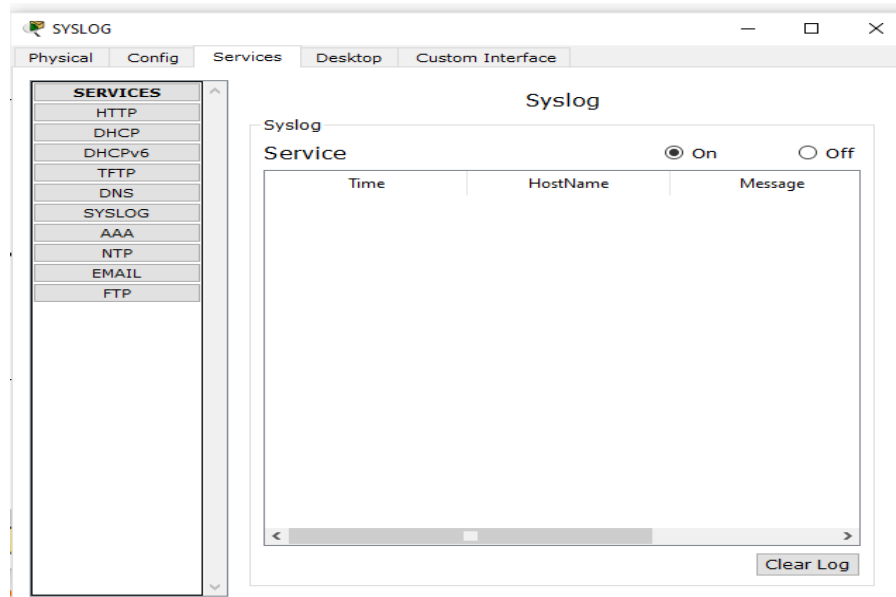 SYSLOG
Physical Config Services Desktop Custom Interface
SERVICES
HTTP
DHCP
DHCPv6
TFTP
DNS
SYSLOG
AAA
NTP
EMAIL
FTP
Syslog
Syslog
Service On Off
Time HostName Message
Clear Log